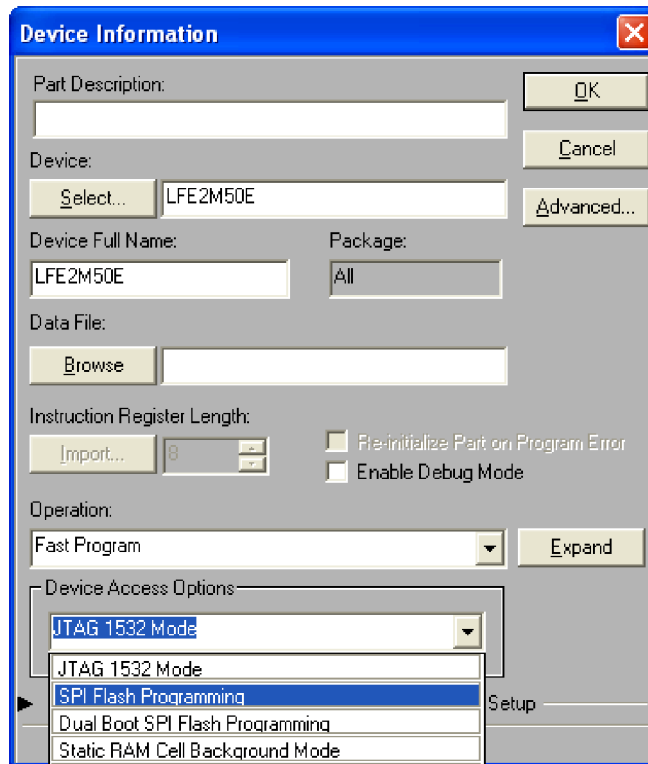 Device Information
Part Description:
OK
Cancel
Device:
Select... LFE2M50E
Advanced...
Device Full Name: Package:
LFE2M50E All
Data File:
Browse
Instruction Register Length:
Import... 8
Re-initialize Part on Program Error
Enable Debug Mode
Operation:
Fast Program Expand
Device Access Options
JTAG 1532 Mode
JTAG 1532 Mode
SPI Flash Programming
Setup
Dual Boot SPI Flash Programming
Static RAM Cell Background Mode